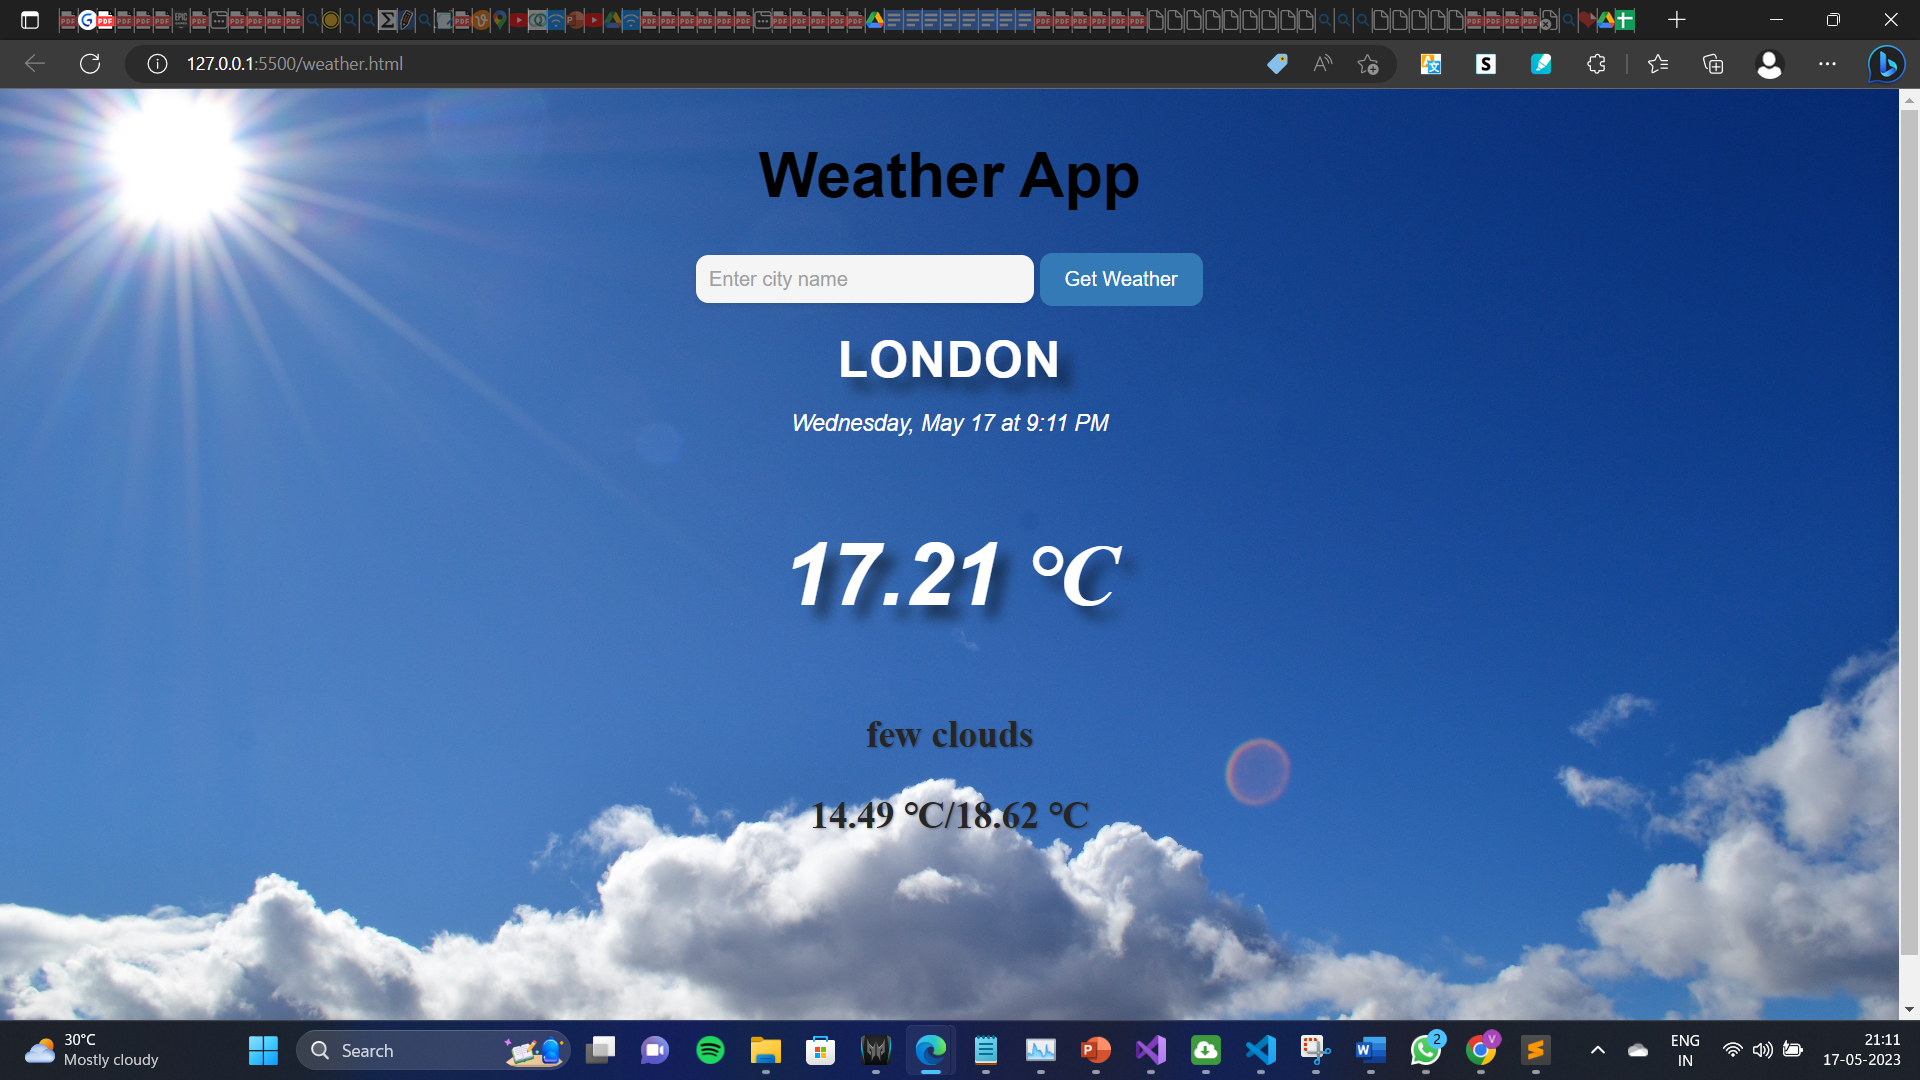 127.0.0.1:5500/weather.html
Weather App
Enter city name
Get Weather
LONDON
Wednesday, May 17 at 9:11 PM
17.21 °C
few clouds
14.49 °C/18.62 °C
30°C
Mostly cloudy
Search
2
V
ENG
IN
21:11
17-05-2023